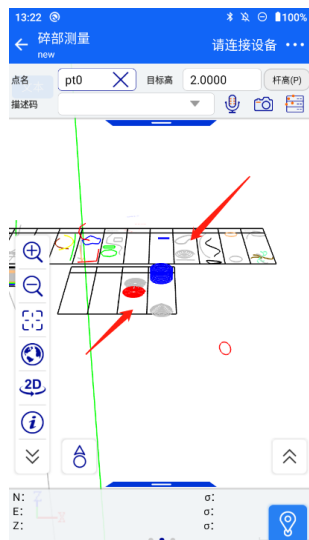 13:22 100%
碎部测量 请连接设备
new
点名 pt0 目标高 2.0000 杆高(P)
描述码
2D
N: σ:
E: σ:
Z: σ:
Z
X